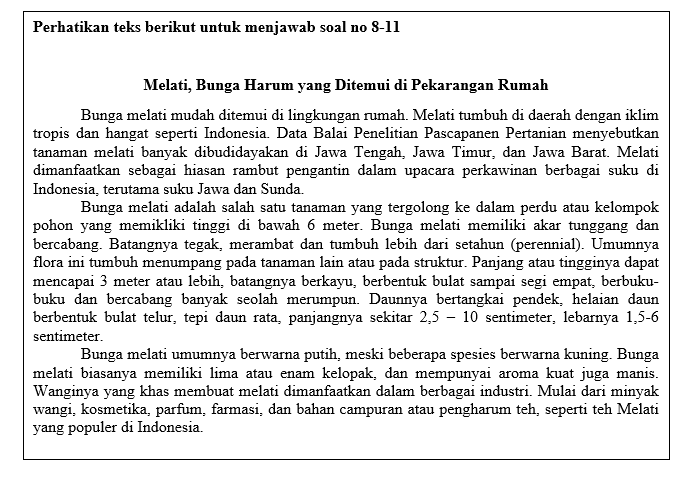 Perhatikan teks berikut untuk menjawab soal no 8-11
Melati, Bunga Harum yang Ditemui di Pekarangan Rumah
Bunga melati mudah ditemui di lingkungan rumah. Melati tumbuh di daerah dengan iklim
tropis dan hangat seperti Indonesia. Data Balai Penelitian Pascapanen Pertanian menyebutkan
tanaman melati banyak dibudidayakan di Jawa Tengah, Jawa Timur, dan Jawa Barat. Melati
dimanfaatkan sebagai hiasan rambut pengantin dalam upacara perkawinan berbagai suku di
Indonesia, terutama suku Jawa dan Sunda.
Bunga melati adalah salah satu tanaman yang tergolong ke dalam perdu atau kelompok
pohon yang memikliki tinggi di bawah 6 meter. Bunga melati memiliki akar tunggang dan
bercabang. Batangnya tegak, merambat dan tumbuh lebih dari setahun (perennial). Umumnya
flora ini tumbuh menumpang pada tanaman lain atau pada struktur. Panjang atau tingginya dapat
mencapai 3 meter atau lebih, batangnya berkayu, berbentuk bulat sampai segi empat, berbuku-
buku dan bercabang banyak seolah merumpun. Daunnya bertangkai pendek, helaian daun
berbentuk bulat telur, tepi daun rata, panjangnya sekitar 2,5 – 10 sentimeter, lebarnya 1,5-6
sentimeter.
Bunga melati umumnya berwarna putih, meski beberapa spesies berwarna kuning. Bunga
melati biasanya memiliki lima atau enam kelopak, dan mempunyai aroma kuat juga manis.
Wanginya yang khas membuat melati dimanfaatkan dalam berbagai industri. Mulai dari minyak
wangi, kosmetika, parfum, farmasi, dan bahan campuran atau pengharum teh, seperti teh Melati
yang populer di Indonesia.